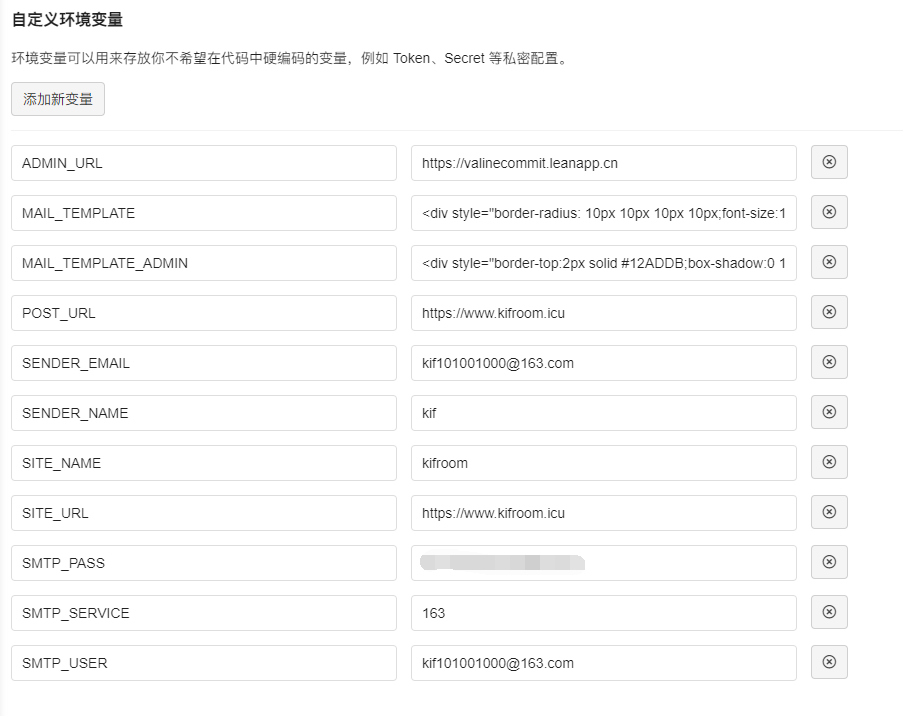 自定义环境变量
环境变量可以用来存放你不希望在代码中硬编码的变量，例如 Token、Secret 等私密配置。
添加新变量
ADMIN_URL https://valinecommit.leanapp.cn
MAIL_TEMPLATE <div style="border-radius: 10px 10px 10px 10px;font-size:1
MAIL_TEMPLATE_ADMIN <div style="border-top:2px solid #12ADDB;box-shadow:0 1
POST_URL https://www.kifroom.icu
SENDER_EMAIL kif101001000@163.com
SENDER_NAME kif
SITE_NAME kifroom
SITE_URL https://www.kifroom.icu
SMTP_PASS
SMTP_SERVICE 163
SMTP_USER kif101001000@163.com